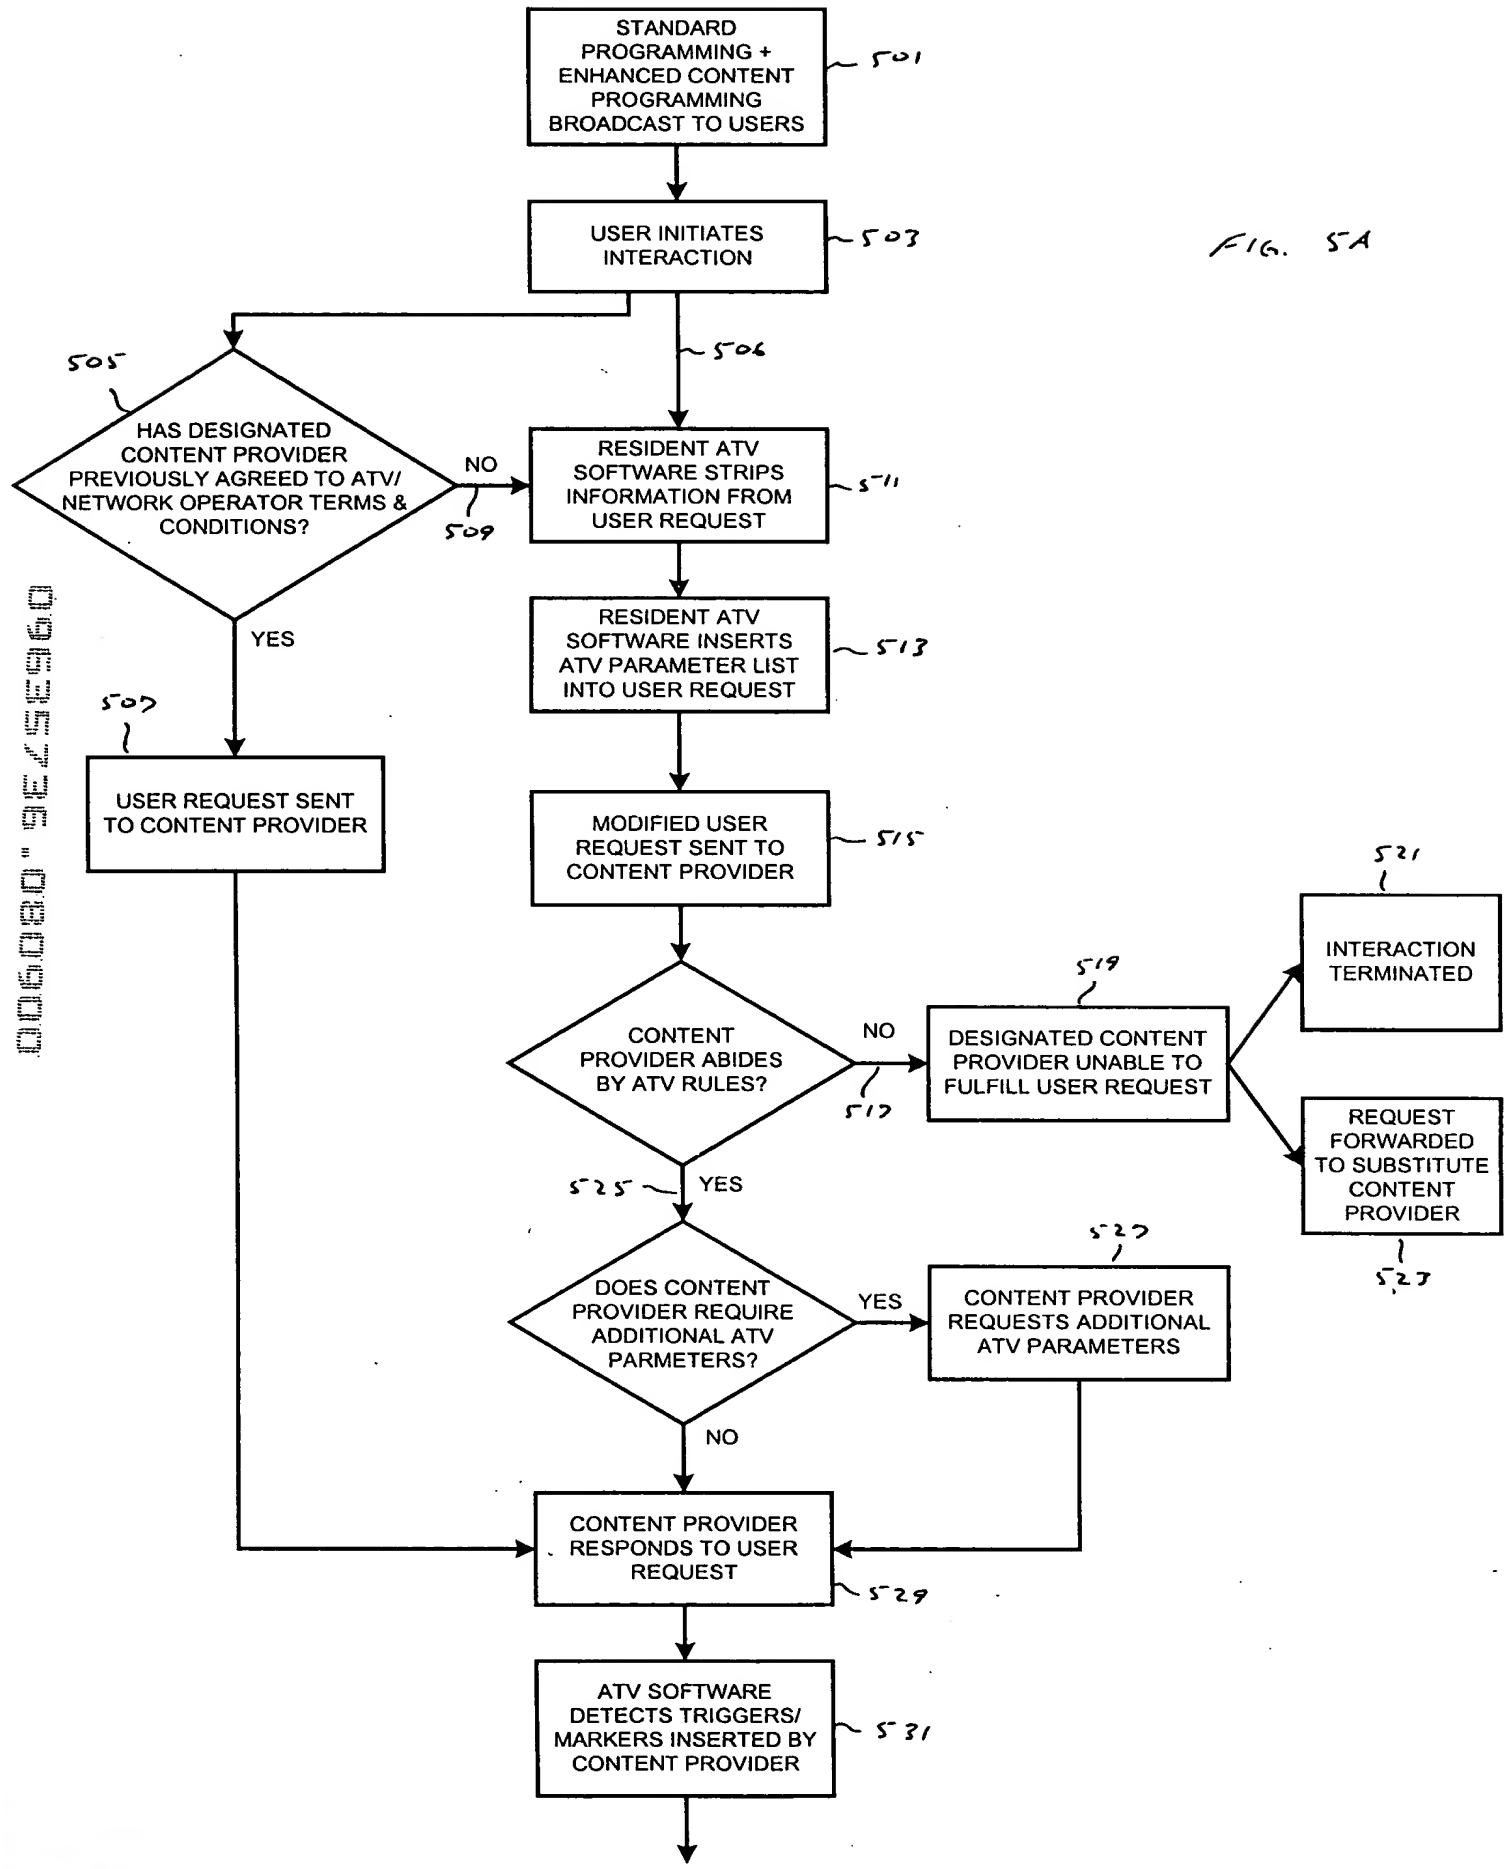 STANDARD
PROGRAMMING +
ENHANCED CONTENT
PROGRAMMING
BROADCAST TO USERS
501
USER INITIATES
INTERACTION
503
FIG. 5A
506
505
HAS DESIGNATED
CONTENT PROVIDER
PREVIOUSLY AGREED TO ATV/
NETWORK OPERATOR TERMS &
CONDITIONS?
NO
509
RESIDENT ATV
SOFTWARE STRIPS
INFORMATION FROM
USER REQUEST
511
YES
RESIDENT ATV
SOFTWARE INSERTS
ATV PARAMETER LIST
INTO USER REQUEST
513
507
USER REQUEST SENT
TO CONTENT PROVIDER
MODIFIED USER
REQUEST SENT TO
CONTENT PROVIDER
515
09635736 " 080900
CONTENT
PROVIDER ABIDES
BY ATV RULES?
NO
517
519
DESIGNATED CONTENT
PROVIDER UNABLE TO
FULFILL USER REQUEST
521
INTERACTION
TERMINATED
REQUEST
FORWARDED
TO SUBSTITUTE
CONTENT
PROVIDER
523
525
YES
DOES CONTENT
PROVIDER REQUIRE
ADDITIONAL ATV
PARMETERS?
YES
527
CONTENT PROVIDER
REQUESTS ADDITIONAL
ATV PARAMETERS
NO
CONTENT PROVIDER
RESPONDS TO USER
REQUEST
529
ATV SOFTWARE
DETECTS TRIGGERS/
MARKERS INSERTED BY
CONTENT PROVIDER
531